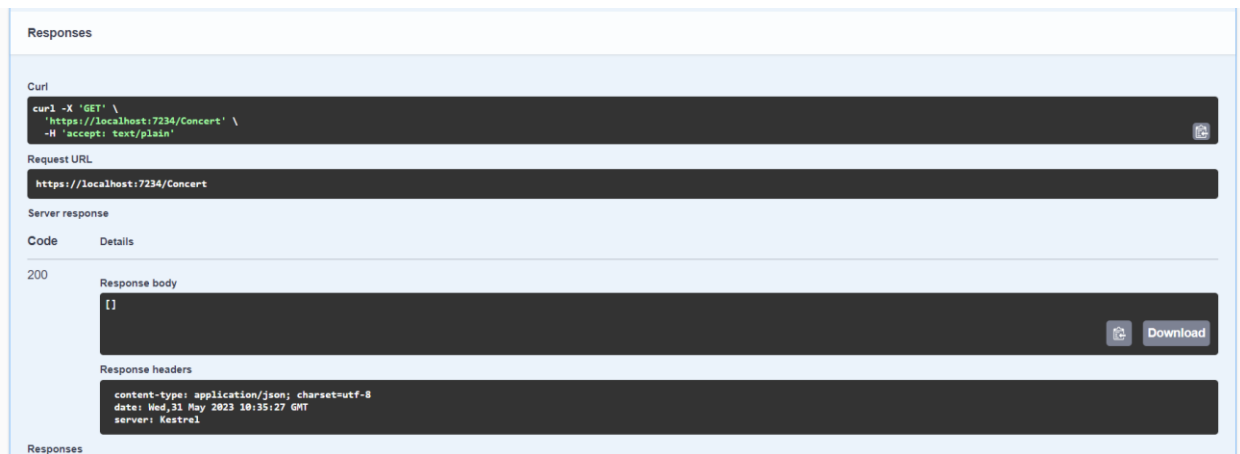 Responses
Curl
curl -X 'GET' \
'https://localhost:7234/Concert' \
-H 'accept: text/plain'
Request URL
https://localhost:7234/Concert
Server response
Code Details
200
Response body
[]
Download
Response headers
content-type: application/json; charset=utf-8
date: Wed,31 May 2023 10:35:27 GMT
server: Kestrel
Responses